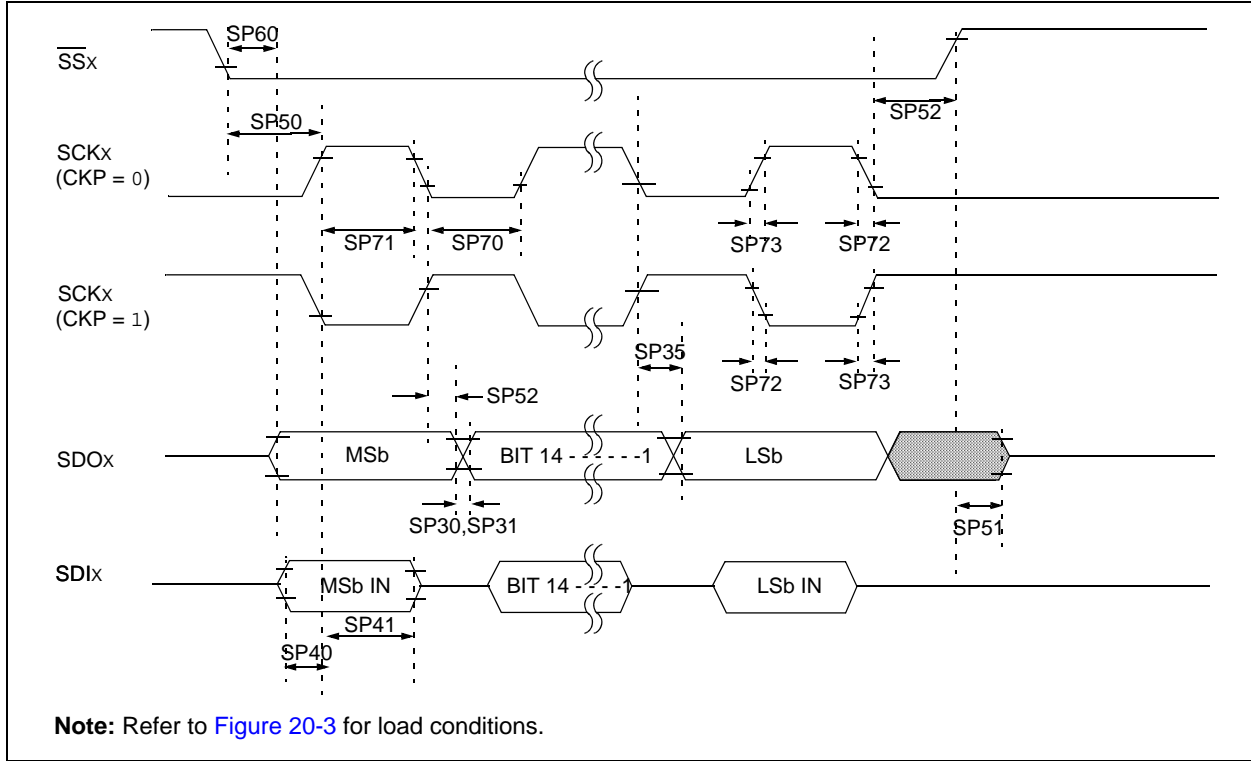 SP60
SSX
SP52
SP50
SCKX
(CKP = 0)
SP71
SP70
SP73
SP72
SCKX
(CKP = 1)
SP35
SP72
SP73
SP52
SDOX
MSb
BIT 14 - - - - - -1
LSb
SP30,SP31
SP51
SDIX
MSb IN
BIT 14 - - - -1
LSb IN
SP41
SP40
Note: Refer to Figure 20-3 for load conditions.